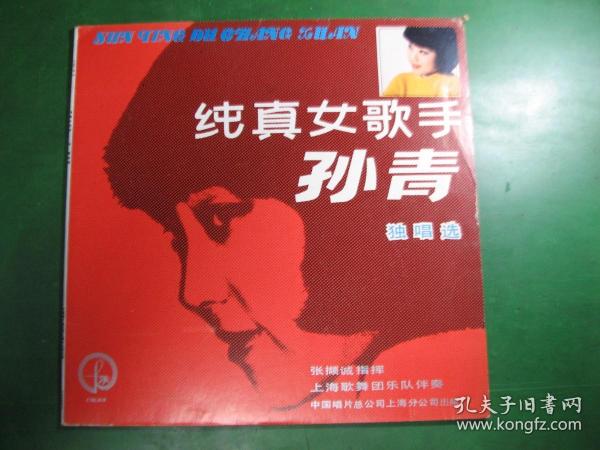 SUN QING DU CHANG XUAN
纯真女歌手
孙青
独唱选
张撷诚指挥
上海歌舞团乐队伴奏
中国唱片总公司上海分公司出
孔夫子旧书网
www.kongfz.com